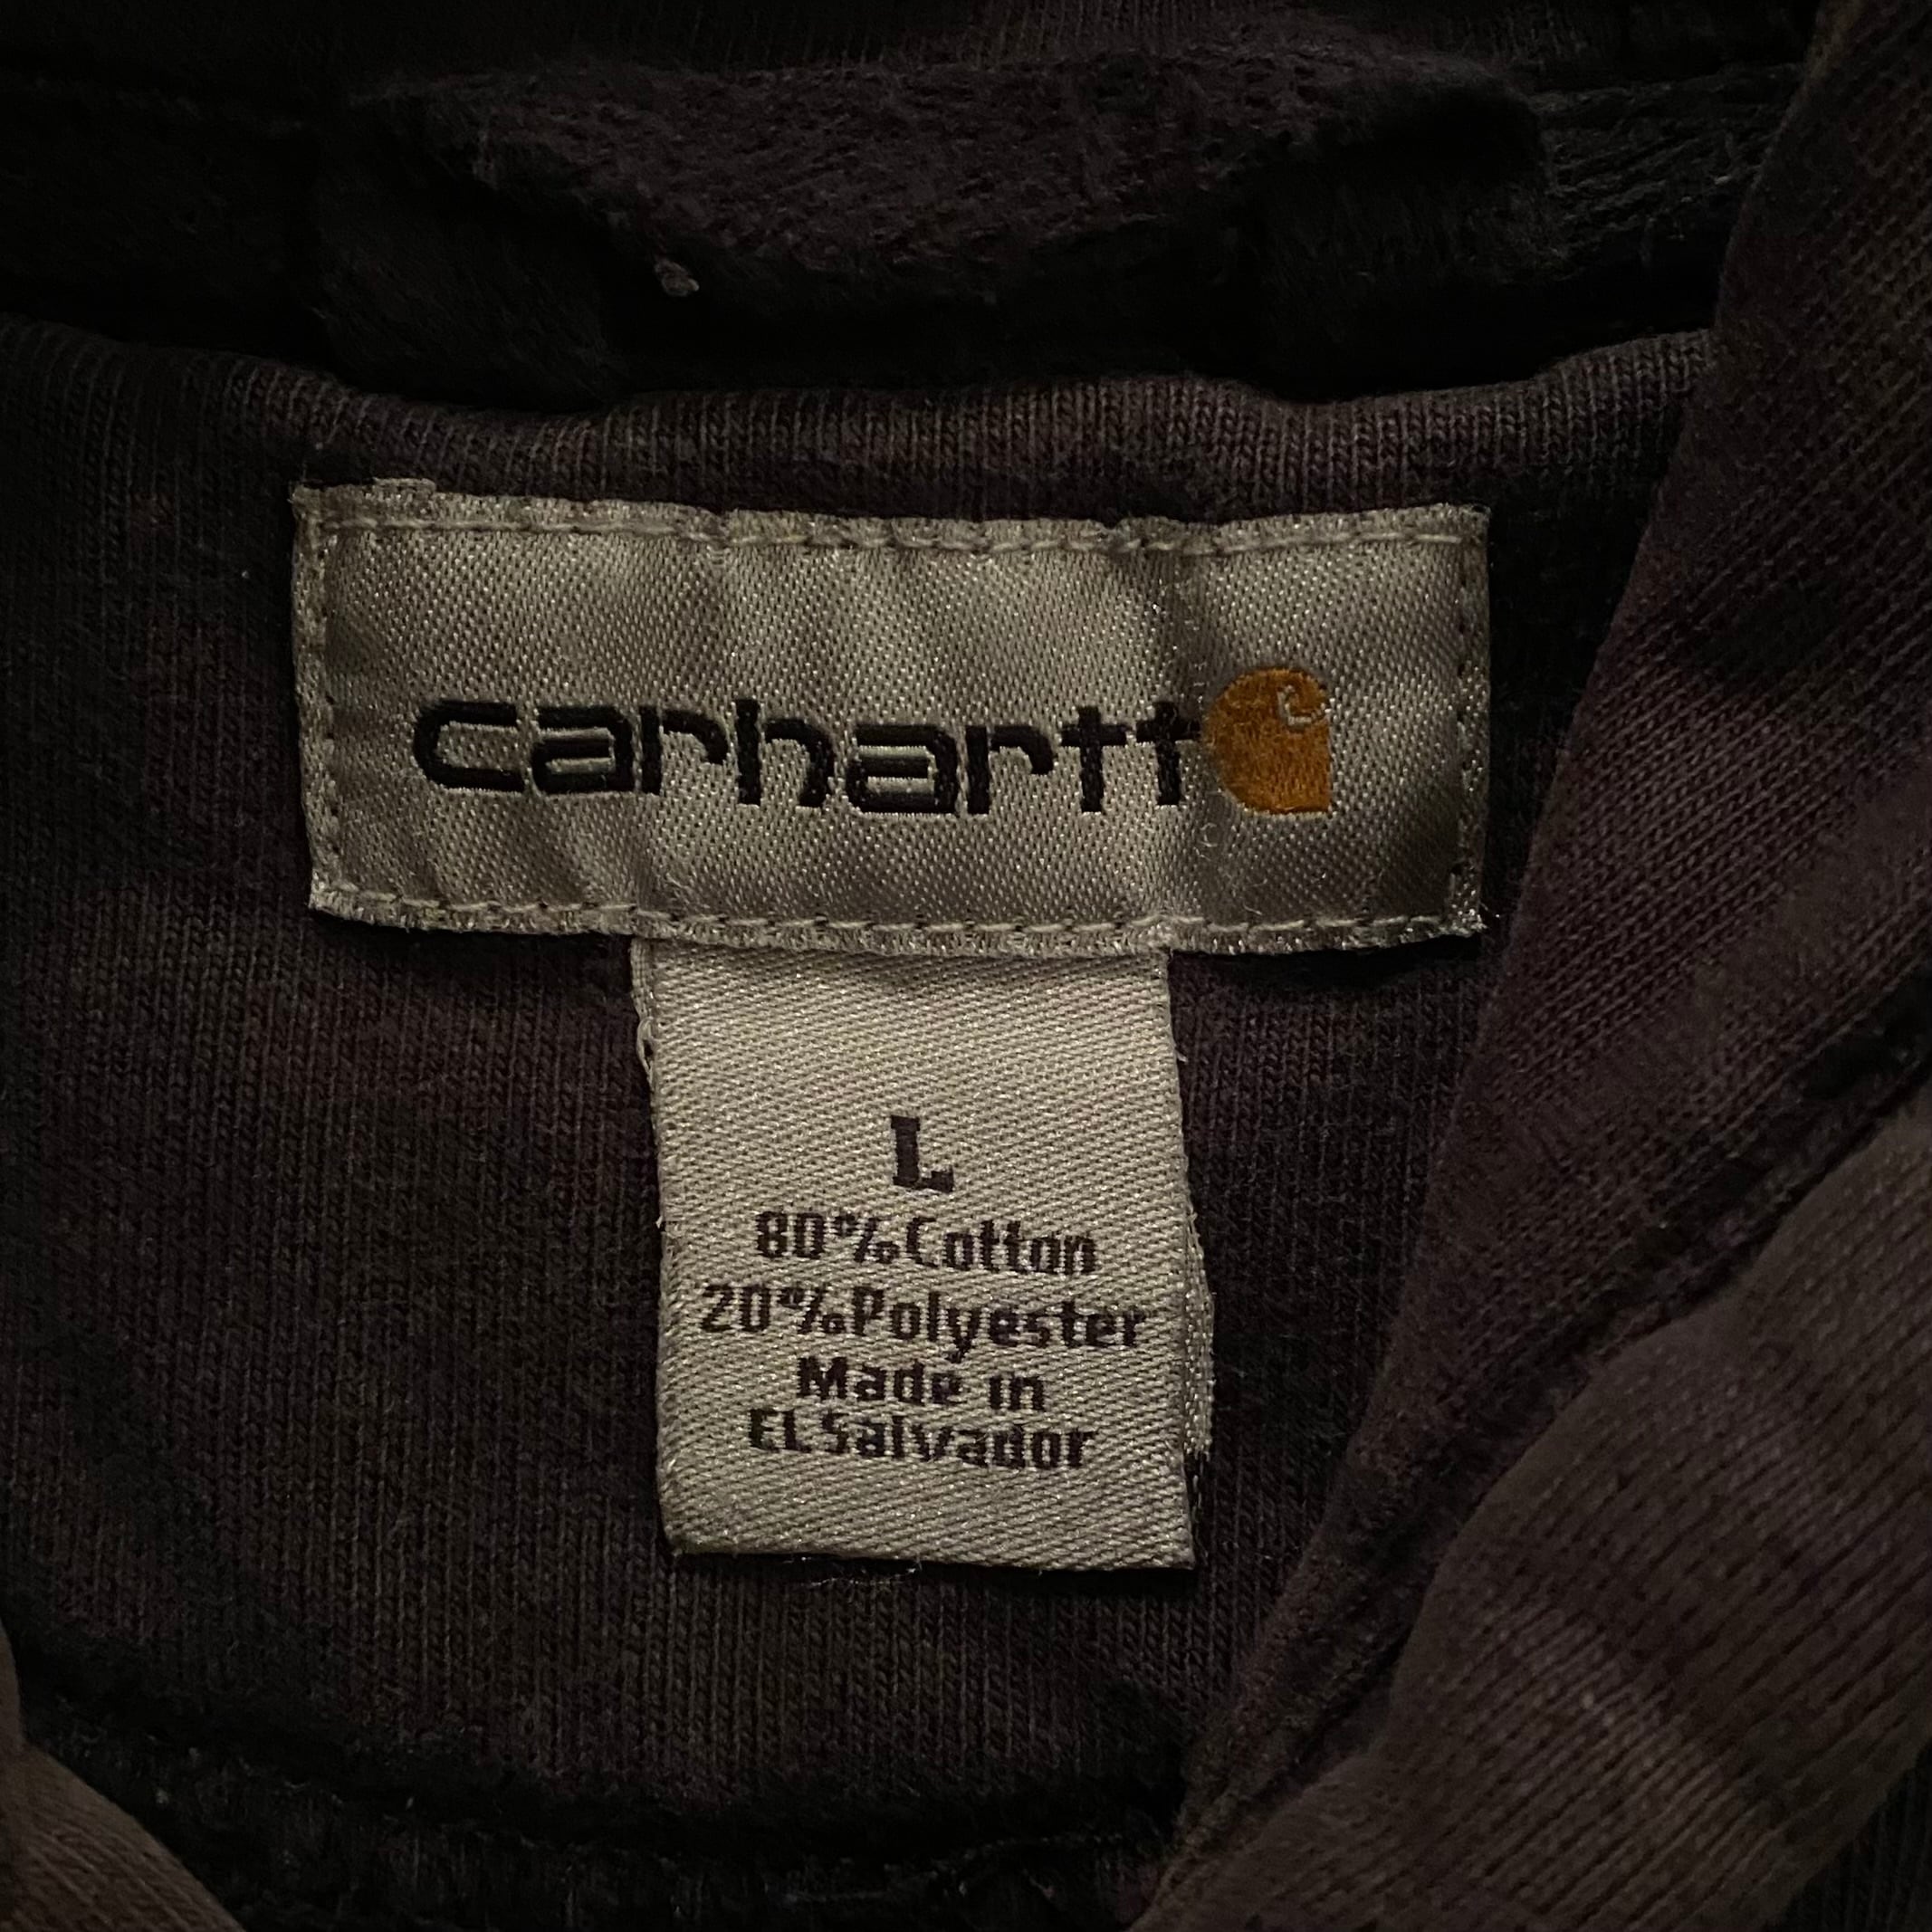 carhartt
L
80% Cotton
20% Polyester
Made in
EL Salvador